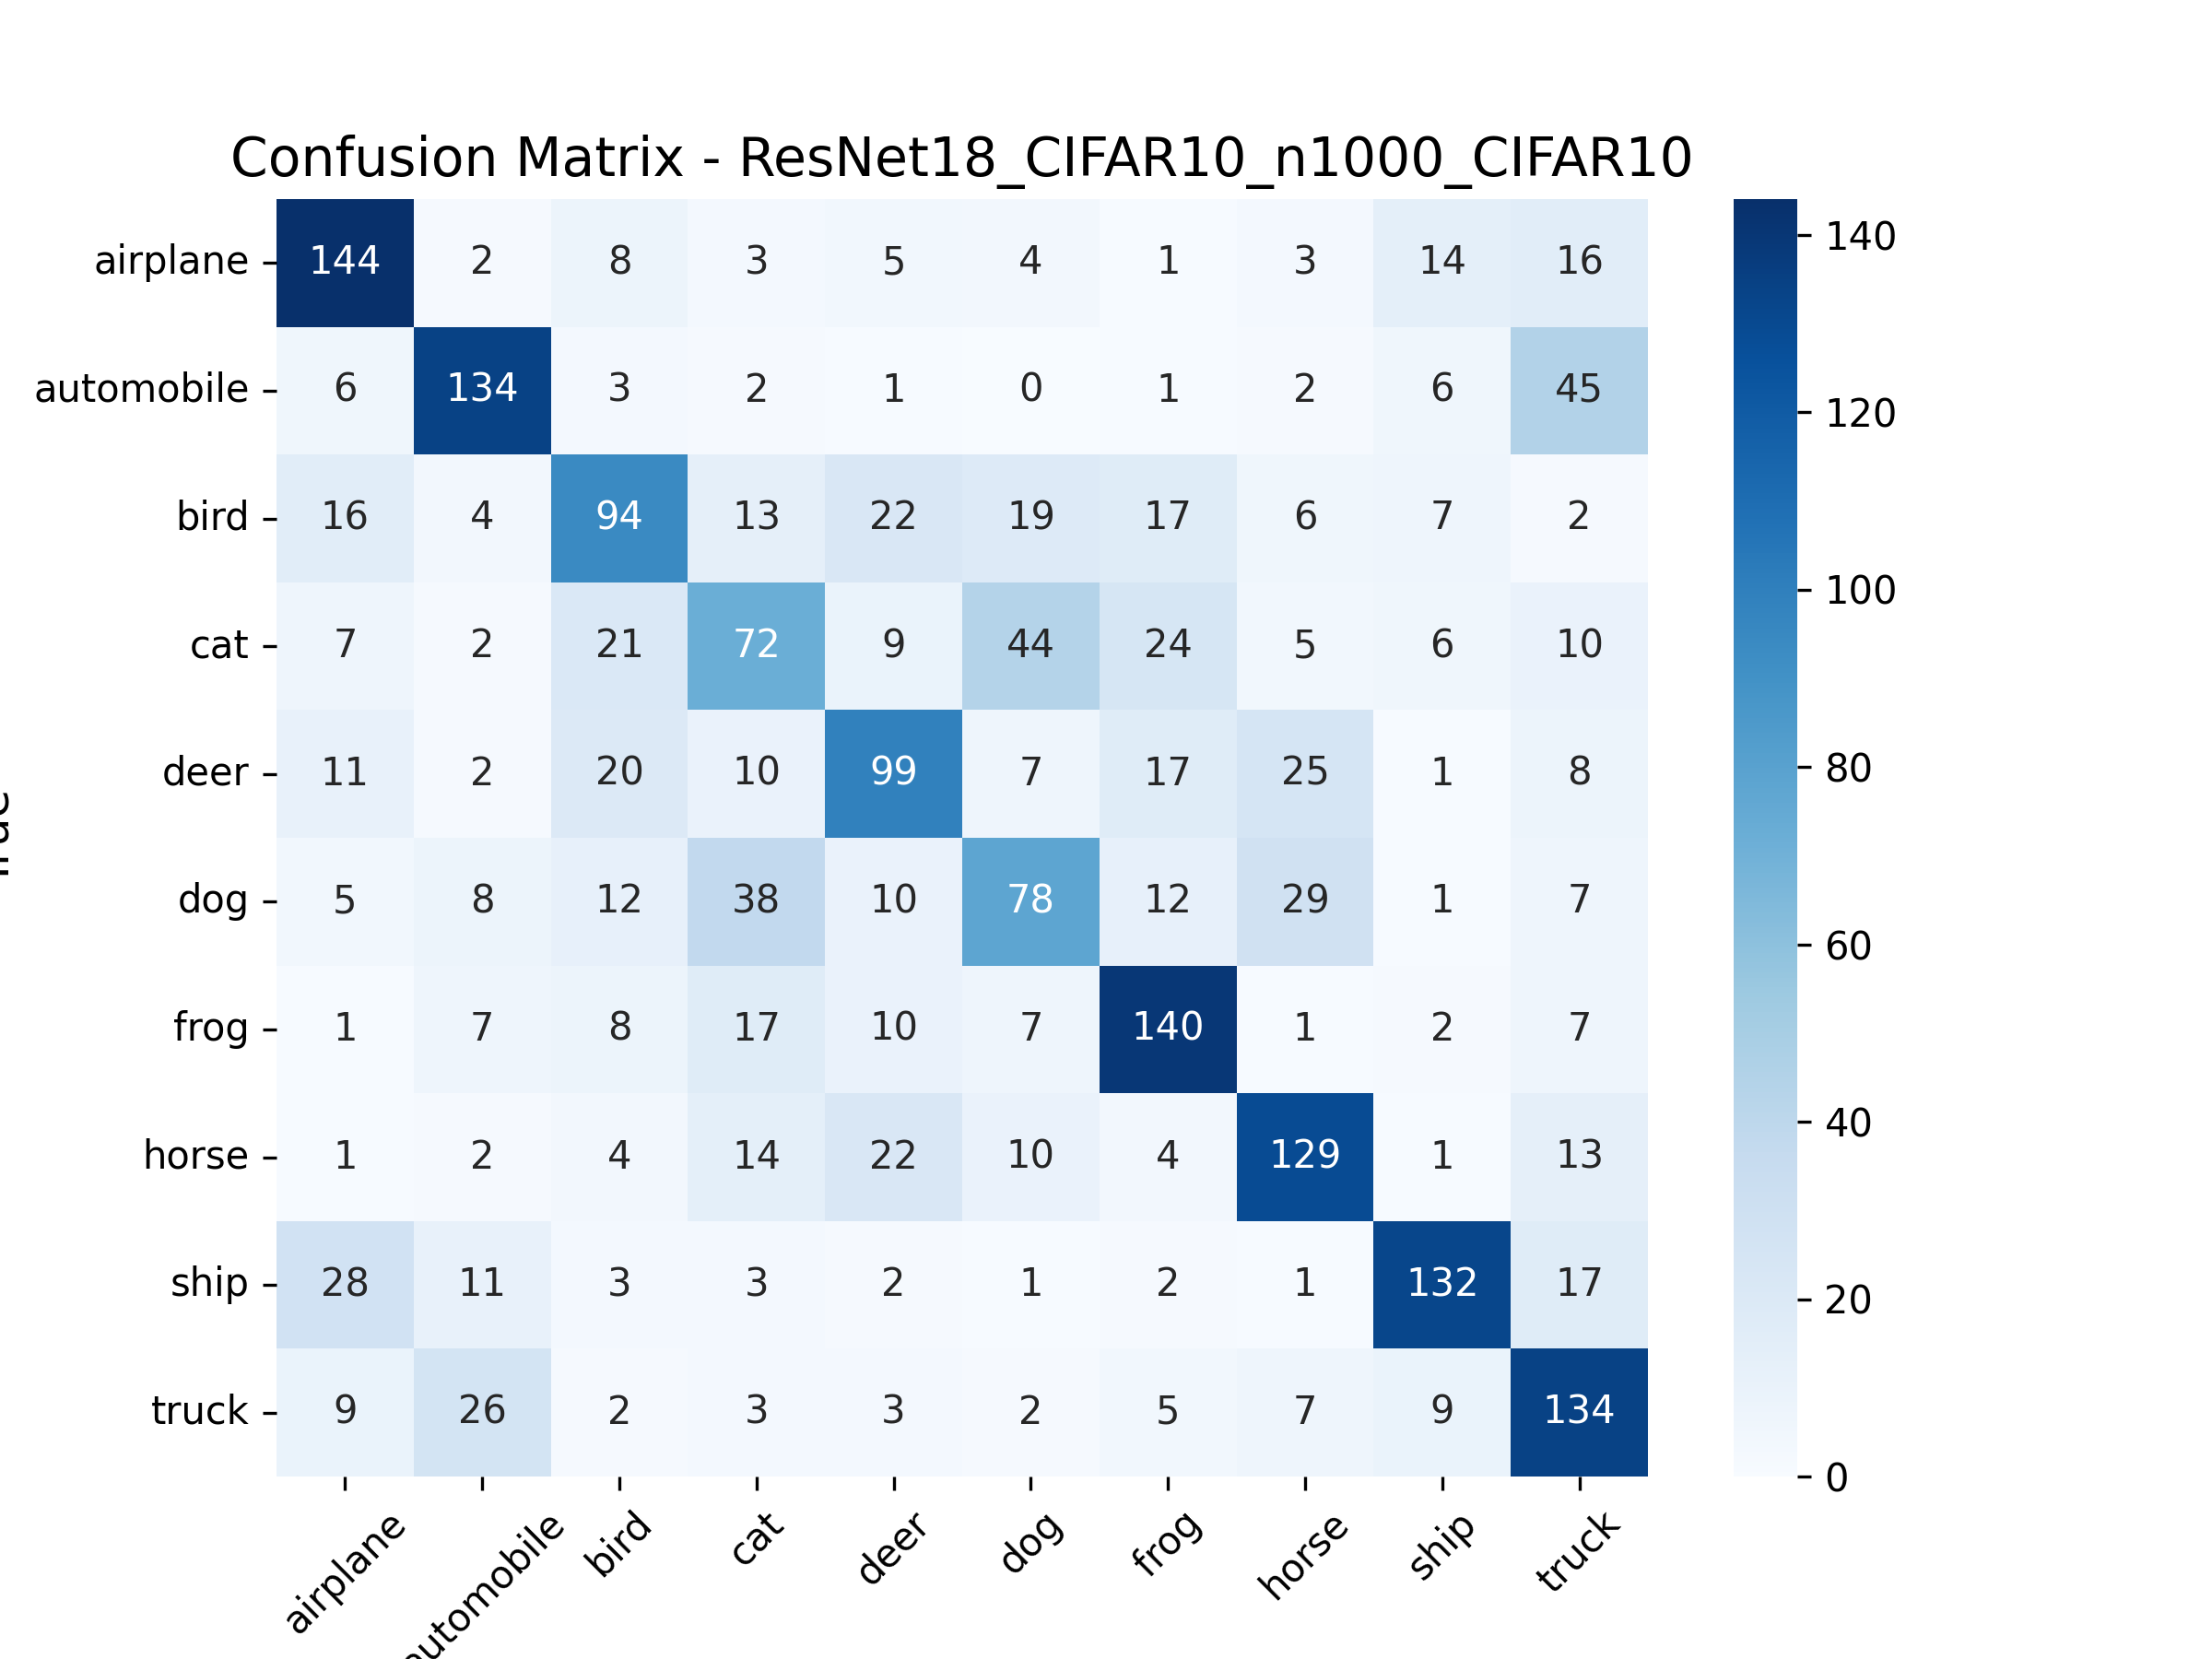 Confusion Matrix - ResNet18_CIFAR10_n1000_CIFAR10
airplane 144 2 8 3 5 4 1 3 14 16
automobile 6 134 3 2 1 0 1 2 6 45
bird 16 4 94 13 22 19 17 6 7 2
cat 7 2 21 72 9 44 24 5 6 10
deer 11 2 20 10 99 7 17 25 1 8
dog 5 8 12 38 10 78 12 29 1 7
frog 1 7 8 17 10 7 140 1 2 7
horse 1 2 4 14 22 10 4 129 1 13
ship 28 11 3 3 2 1 2 1 132 17
truck 9 26 2 3 3 2 5 7 9 134
airplane automobile bird cat deer dog frog horse ship truck
140
120
100
80
60
40
20
0